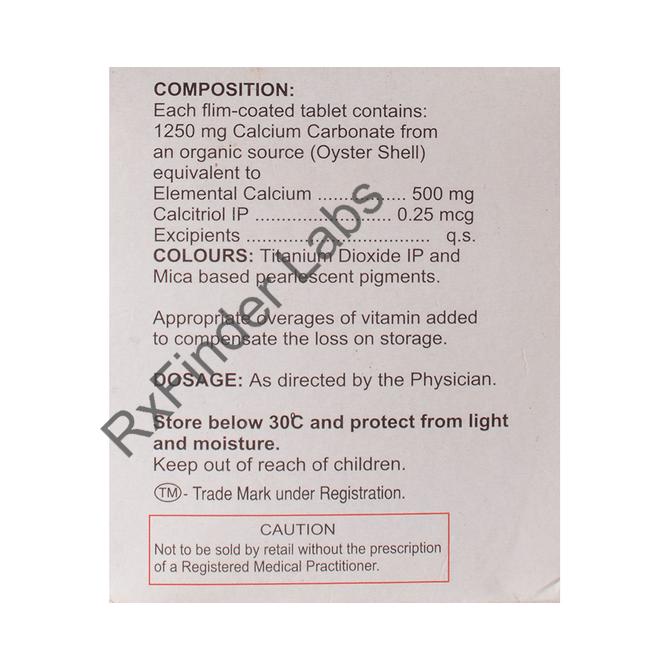 COMPOSITION:
Each flim-coated tablet contains:
1250 mg Calcium Carbonate from
an organic source (Oyster Shell)
equivalent to
Elemental Calcium ................ 500 mg
Calcitriol IP ......................... 0.25 mcg
Excipients ................................. q.s.
COLOURS: Titanium Dioxide IP and
Mica based pearlescent pigments.
Appropriate overages of vitamin added
to compensate the loss on storage.
DOSAGE: As directed by the Physician.
Store below 30°C and protect from light
and moisture.
Keep out of reach of children.
TM - Trade Mark under Registration.
CAUTION
Not to be sold by retail without the prescription
of a Registered Medical Practitioner.
RxFinder Labs